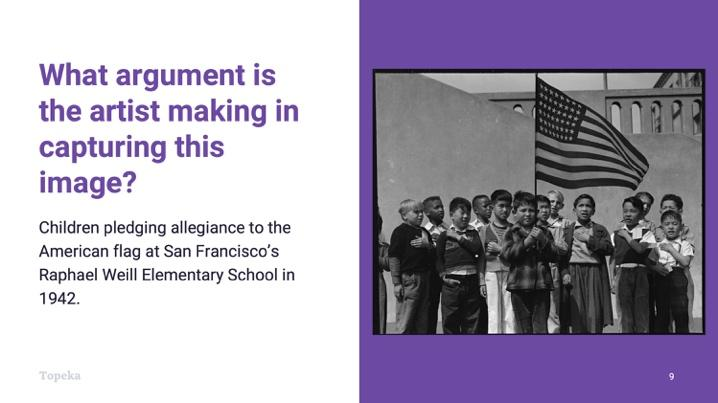 What argument is
the artist making in
capturing this
image?
Children pledging allegiance to the
American flag at San Francisco’s
Raphael Weill Elementary School in
1942.
Topeka
9